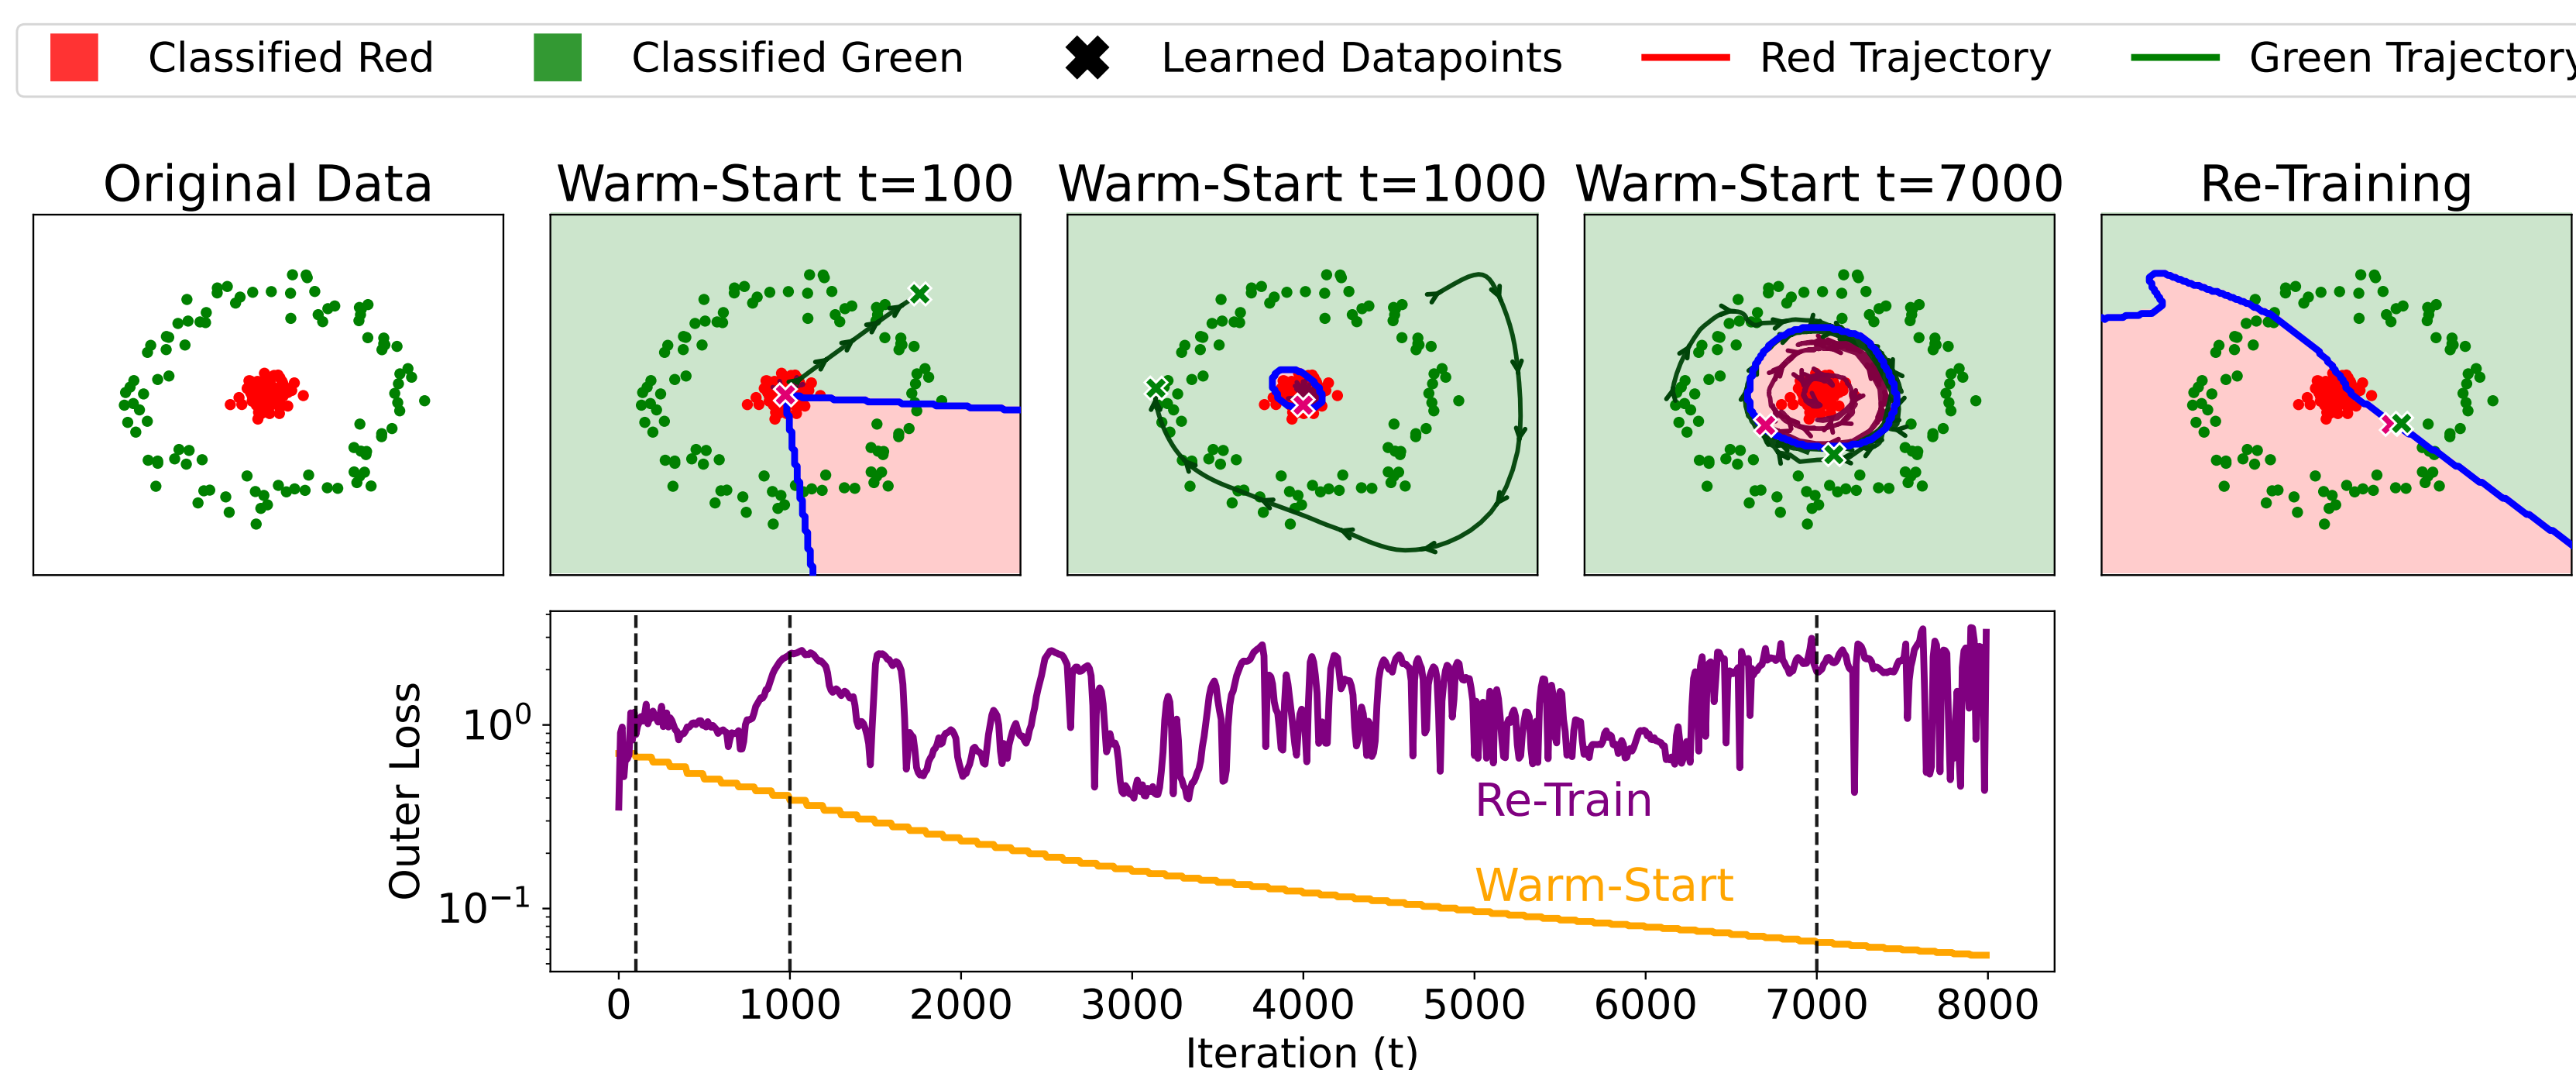 Classified Red Classified Green Learned Datapoints Red Trajectory Green Trajectory
Original Data Warm-Start t=100 Warm-Start t=1000 Warm-Start t=7000 Re-Training
Outer Loss
10⁰
10⁻¹
Re-Train
Warm-Start
0 1000 2000 3000 4000 5000 6000 7000 8000
Iteration (t)